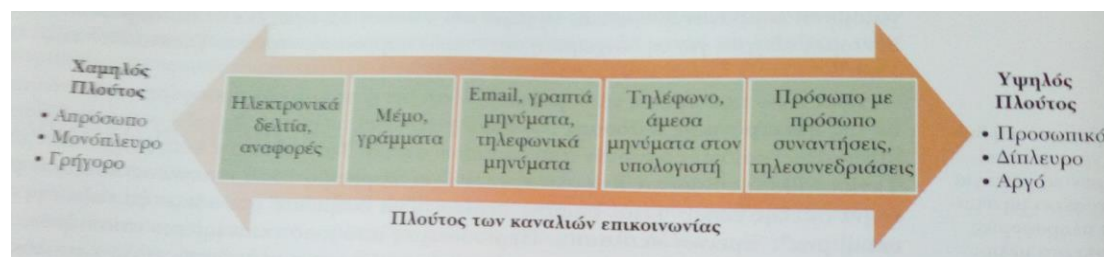 Χαμηλός
Πλούτος
• Απρόσωπο
• Μονόπλευρο
• Γρήγορο
Ηλεκτρονικά
δελτία,
αναφορές
Μέμο,
γράμματα
Email, γραπτά
μηνύματα,
τηλεφωνικά
μηνύματα
Τηλέφωνο,
άμεσα
μηνύματα στον
υπολογιστή
Πρόσωπο με
πρόσωπο
συναντήσεις,
τηλεσυνεδριάσεις
Υψηλός
Πλούτος
• Προσωπικό
• Δίπλευρο
• Αργό
Πλούτος των καναλιών επικοινωνίας